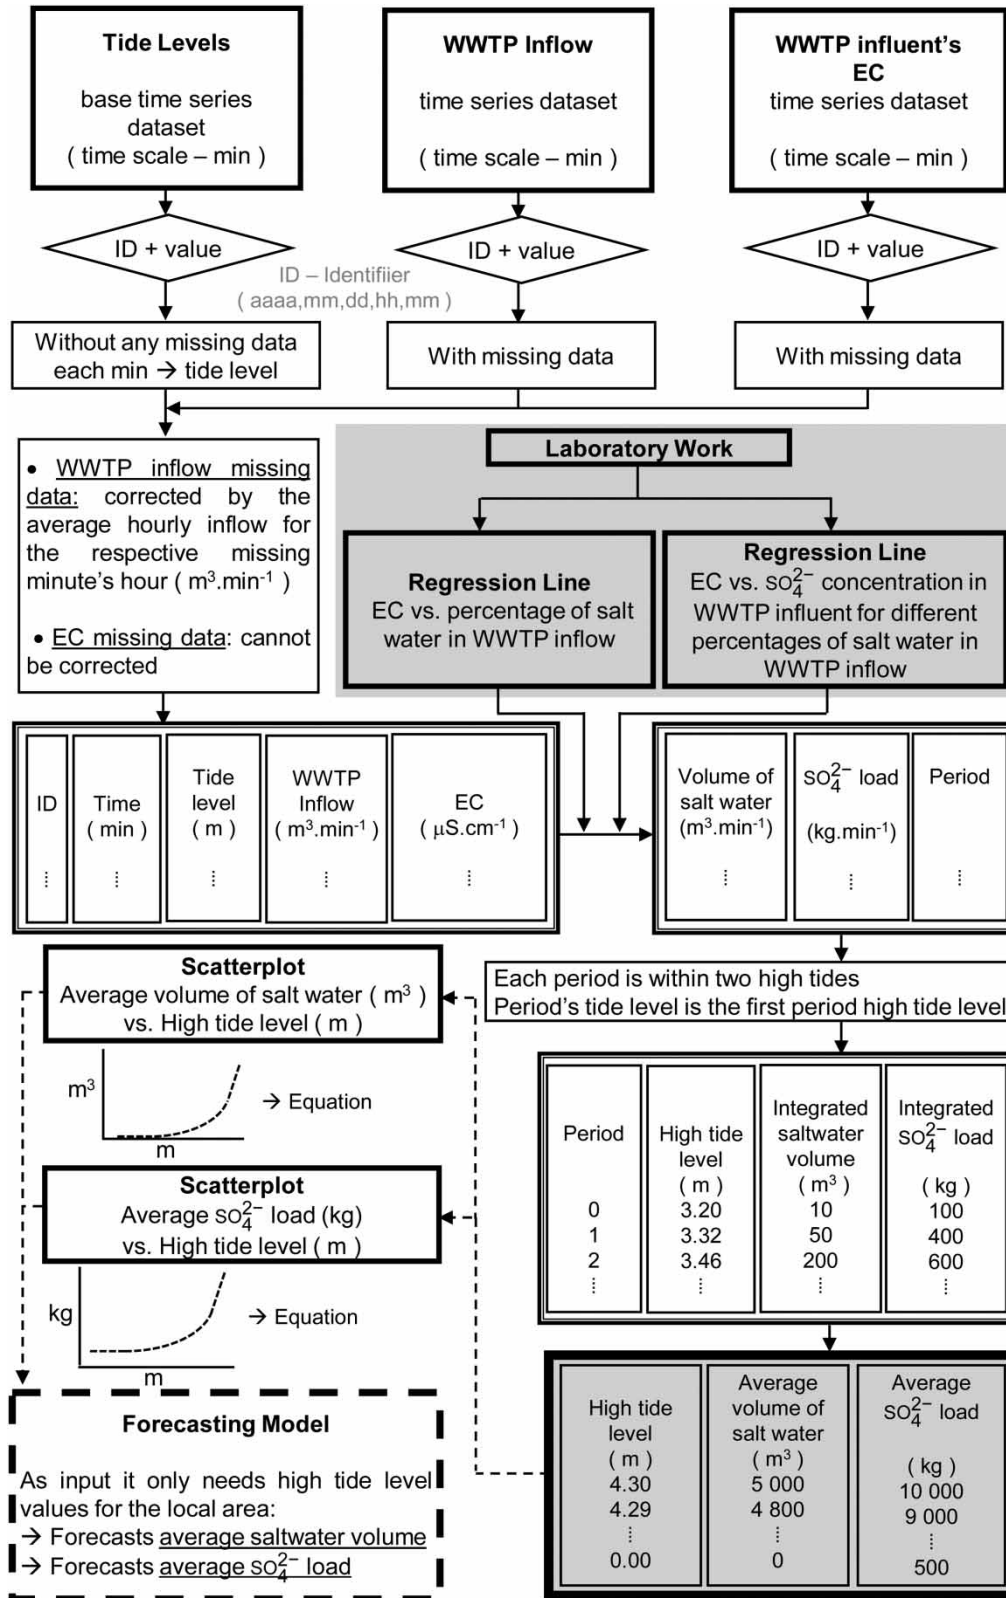 Tide Levels
base time series
dataset
( time scale – min )
WWTP Inflow
time series dataset
( time scale – min )
WWTP influent's
EC
time series dataset
( time scale – min )
ID + value
ID + value
ID + value
ID – Identifiier
( aaaa,mm,dd,hh,mm )
Without any missing data
each min → tide level
With missing data
With missing data
• WWTP inflow missing
data: corrected by the
average hourly inflow for
the respective missing
minute's hour ( m³.min⁻¹ )
• EC missing data: cannot
be corrected
Laboratory Work
Regression Line
EC vs. percentage of salt
water in WWTP inflow
Regression Line
EC vs. SO₄²⁻ concentration in
WWTP influent for different
percentages of salt water in
WWTP inflow
ID
⋮
Time
( min )
⋮
Tide
level
( m )
⋮
WWTP
Inflow
( m³.min⁻¹ )
⋮
EC
( μS.cm⁻¹ )
⋮
Volume of
salt water
(m³.min⁻¹)
⋮
SO₄²⁻ load
(kg.min⁻¹)
⋮
Period
⋮
Each period is within two high tides
Period's tide level is the first period high tide level
Scatterplot
Average volume of salt water ( m³ )
vs. High tide level ( m )
m³
→ Equation
m
Scatterplot
Average SO₄²⁻ load (kg)
vs. High tide level ( m )
kg
→ Equation
m
Period
0
1
2
⋮
High tide
level
( m )
3.20
3.32
3.46
⋮
Integrated
saltwater
volume
( m³ )
10
50
200
⋮
Integrated
SO₄²⁻ load
( kg )
100
400
600
⋮
High tide
level
( m )
4.30
4.29
⋮
0.00
Average
volume of
salt water
( m³ )
5 000
4 800
⋮
0
Average
SO₄²⁻ load
( kg )
10 000
9 000
⋮
500
Forecasting Model
As input it only needs high tide level
values for the local area:
→ Forecasts average saltwater volume
→ Forecasts average SO₄²⁻ load